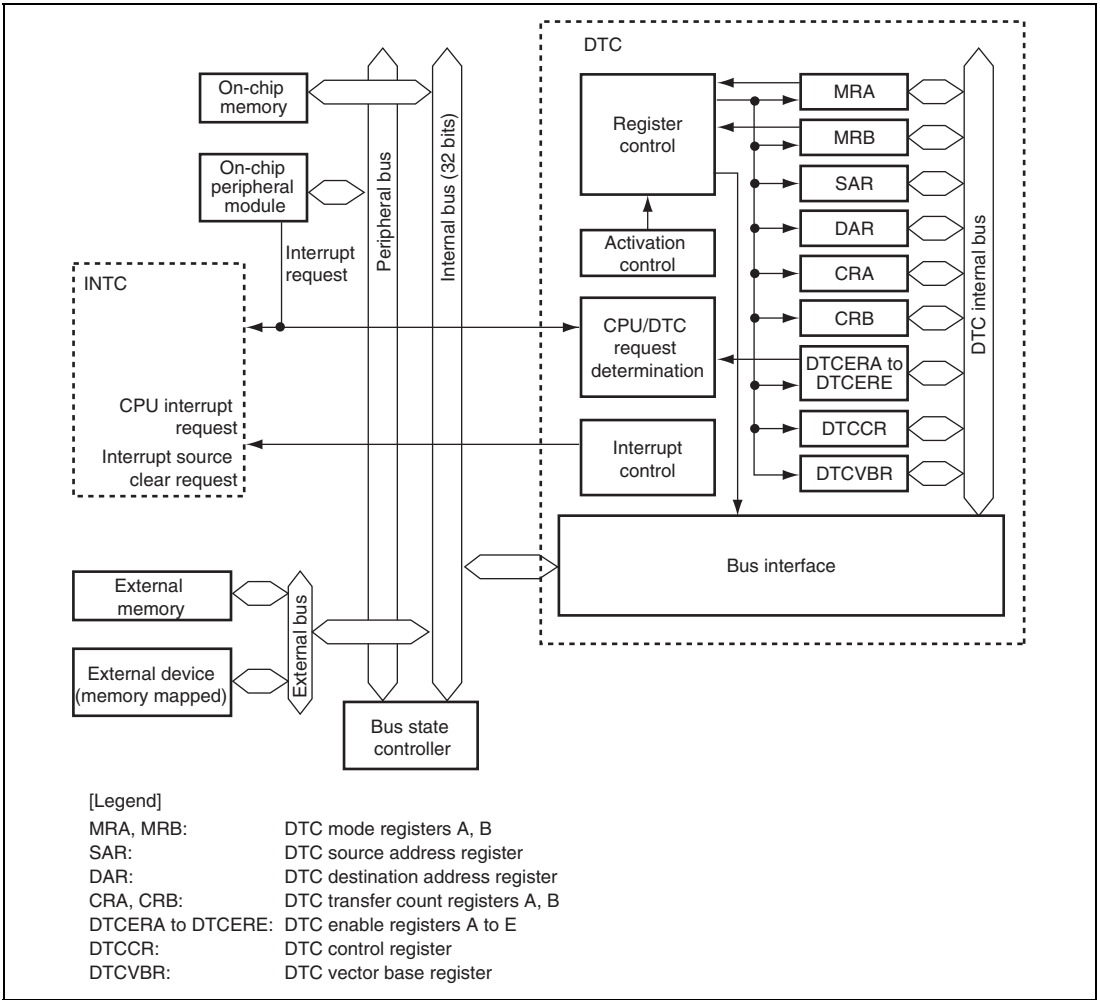 DTC
On-chip
memory
On-chip
peripheral
module
Interrupt
request
Peripheral bus
Internal bus (32 bits)
INTC
CPU interrupt
request
Interrupt source
clear request
Register
control
Activation
control
CPU/DTC
request
determination
Interrupt
control
MRA
MRB
SAR
DAR
CRA
CRB
DTCERA to
DTCERE
DTCCR
DTCVBR
DTC internal bus
Bus interface
External
memory
External device
(memory mapped)
External bus
Bus state
controller
[Legend]
MRA, MRB: DTC mode registers A, B
SAR: DTC source address register
DAR: DTC destination address register
CRA, CRB: DTC transfer count registers A, B
DTCERA to DTCERE: DTC enable registers A to E
DTCCR: DTC control register
DTCVBR: DTC vector base register